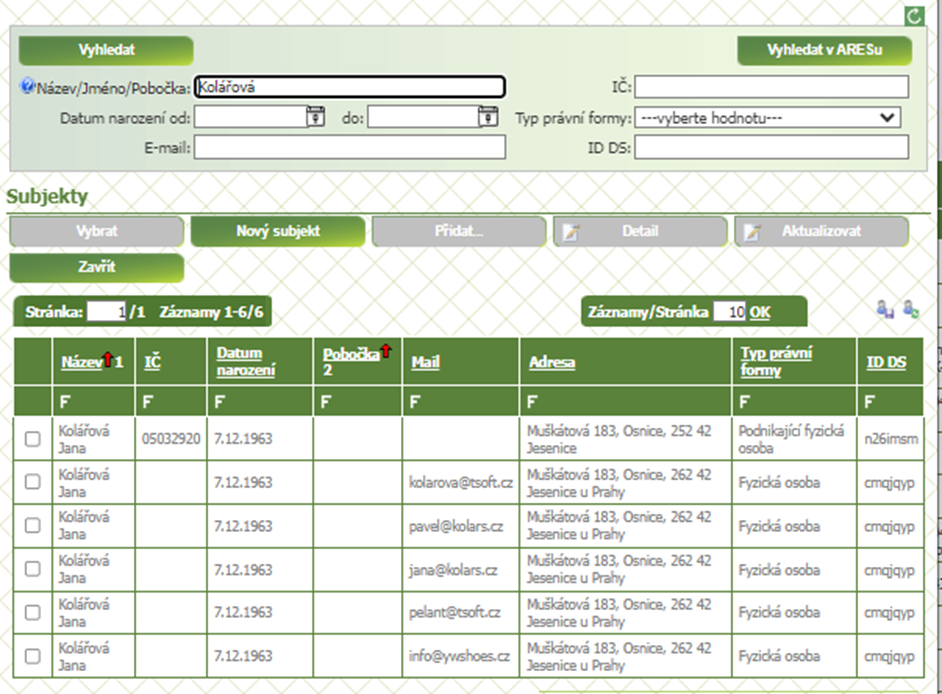 Vyhledat Vyhledat v ARESu
Název/Jméno/Pobočka: Kolářová IČ:
Datum narození od: do: Typ právní formy: ---vyberte hodnotu---
E-mail: ID DS:
Subjekty
Vybrat Nový subjekt Přidat... Detail Aktualizovat
Zavřít
Stránka: 1 /1 Záznamy 1-6/6 Záznamy/Stránka 10 OK
Název 1 IČ Datum narození Pobočka 2 Mail Adresa Typ právní formy ID DS
F F F F F F F F
Kolářová Jana 05032920 7.12.1963 Muškátová 183, Osnice, 252 42 Jesenice Podnikající fyzická osoba n26imsm
Kolářová Jana 7.12.1963 kolarova@tsoft.cz Muškátová 183, Osnice, 262 42 Jesenice u Prahy Fyzická osoba cmqjqyp
Kolářová Jana 7.12.1963 pavel@kolars.cz Muškátová 183, Osnice, 262 42 Jesenice u Prahy Fyzická osoba cmqjqyp
Kolářová Jana 7.12.1963 jana@kolars.cz Muškátová 183, Osnice, 262 42 Jesenice u Prahy Fyzická osoba cmqjqyp
Kolářová Jana 7.12.1963 pelant@tsoft.cz Muškátová 183, Osnice, 262 42 Jesenice u Prahy Fyzická osoba cmqjqyp
Kolářová Jana 7.12.1963 info@ywshoes.cz Muškátová 183, Osnice, 262 42 Jesenice u Prahy Fyzická osoba cmqjqyp